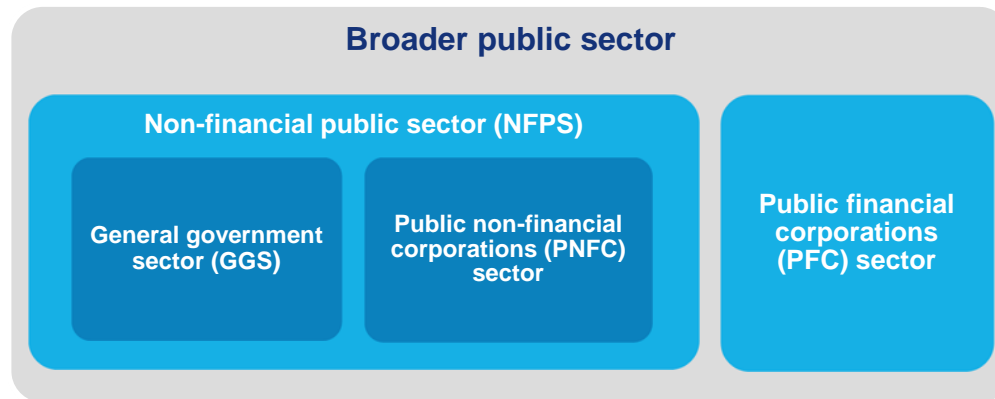 Broader public sector
Non-financial public sector (NFPS)
General government
sector (GGS)
Public non-financial
corporations (PNFC)
sector
Public financial
corporations
(PFC) sector